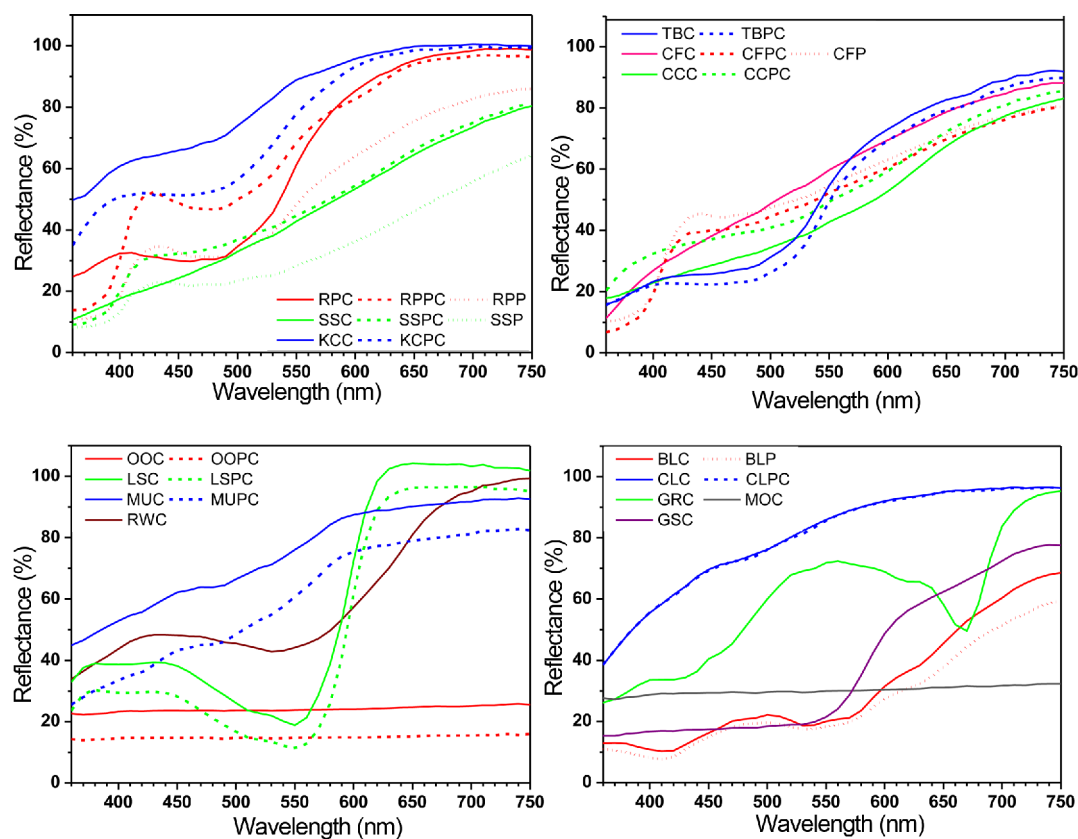 100
80
60
40
20
0
Reflectance (%)
RPC RPPC RPP
SSC SSPC SSP
KCC KCPC
400 450 500 550 600 650 700 750
Wavelength (nm)
100
80
60
40
20
0
Reflectance (%)
TBC TBPC
CFC CFPC CFP
CCC CCPC
400 450 500 550 600 650 700 750
Wavelength (nm)
100
80
60
40
20
0
Reflectance (%)
OOC OOPC
LSC LSPC
MUC MUPC
RWC
400 450 500 550 600 650 700 750
Wavelength (nm)
100
80
60
40
20
0
Reflectance (%)
BLC BLP
CLC CLPC
GRC MOC
GSC
400 450 500 550 600 650 700 750
Wavelength (nm)